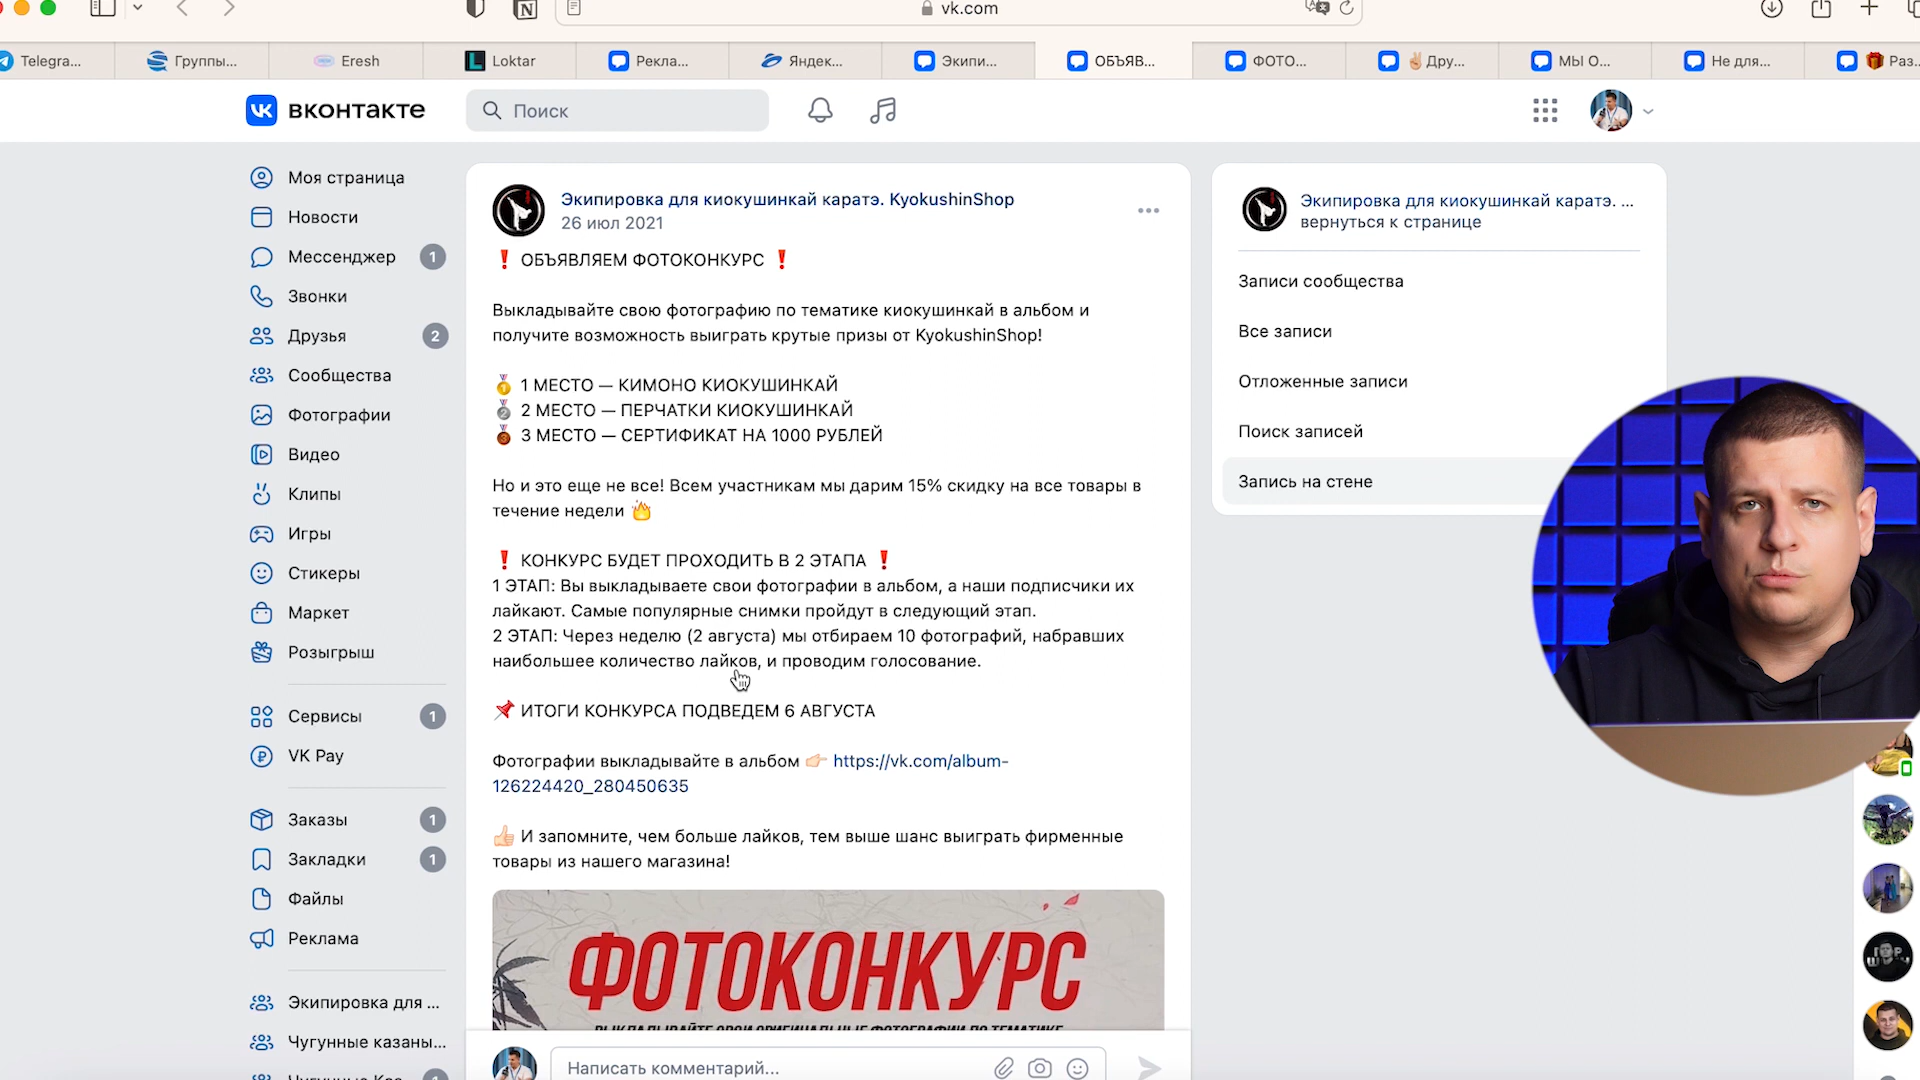 vk.com
Telegra...
Группы...
Eresh
Loktar
Рекла...
Яндек...
Экипи...
ОБЪЯВ...
ФОТО...
✌🏻Дру...
МЫ О...
Не для...
🎁 Раз...
ВКОНТАКТЕ
Поиск
Моя страница
Новости
Мессенджер 1
Звонки
Друзья 2
Сообщества
Фотографии
Видео
Клипы
Игры
Стикеры
Маркет
Розыгрыш
Сервисы 1
VK Pay
Заказы 1
Закладки 1
Файлы
Реклама
Экипировка для ...
Чугунные казаны...
Экипировка для киокушинкай каратэ. KyokushinShop
26 июл 2021
❗ ОБЪЯВЛЯЕМ ФОТОКОНКУРС ❗
Выкладывайте свою фотографию по тематике киокушинкай в альбом и
получите возможность выиграть крутые призы от KyokushinShop!
🥇 1 МЕСТО — КИМОНО КИОКУШИНКАЙ
🥈 2 МЕСТО — ПЕРЧАТКИ КИОКУШИНКАЙ
🥉 3 МЕСТО — СЕРТИФИКАТ НА 1000 РУБЛЕЙ
Но и это еще не все! Всем участникам мы дарим 15% скидку на все товары в
течение недели 🔥
❗ КОНКУРС БУДЕТ ПРОХОДИТЬ В 2 ЭТАПА ❗
1 ЭТАП: Вы выкладываете свои фотографии в альбом, а наши подписчики их
лайкают. Самые популярные снимки пройдут в следующий этап.
2 ЭТАП: Через неделю (2 августа) мы отбираем 10 фотографий, набравших
наибольшее количество лайков, и проводим голосование.
📌 ИТОГИ КОНКУРСА ПОДВЕДЕМ 6 АВГУСТА
Фотографии выкладывайте в альбом 👉🏻 https://vk.com/album-
126224420_280450635
👍🏻 И запомните, чем больше лайков, тем выше шанс выиграть фирменные
товары из нашего магазина!
ФОТОКОНКУРС
ВЫКЛАДЫВАЙТЕ СВОИ ОРИГИНАЛЬНЫЕ ФОТОГРАФИИ ПО ТЕМАТИКЕ
Написать комментарий...
Экипировка для киокушинкай каратэ. ...
вернуться к странице
Записи сообщества
Все записи
Отложенные записи
Поиск записей
Запись на стене